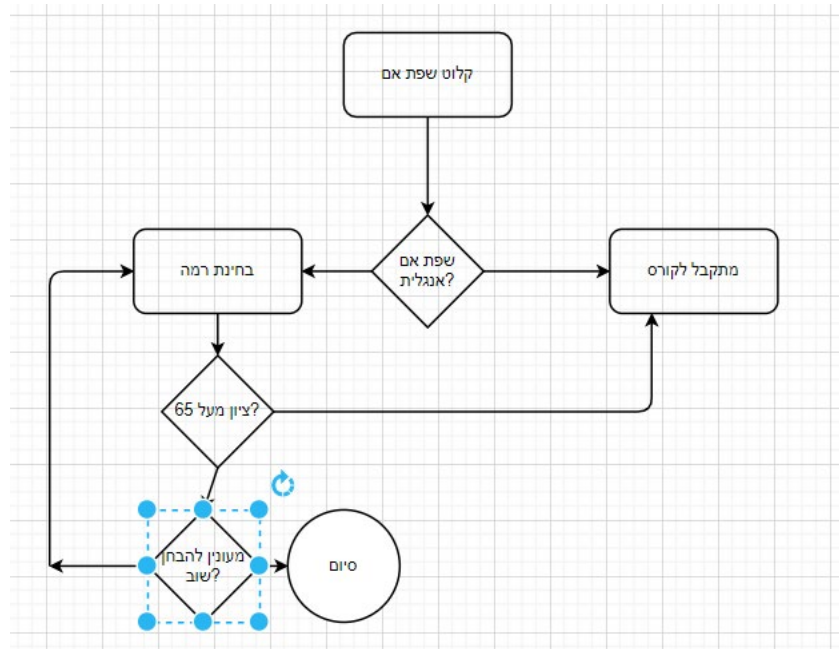 קלוט שפת אם
שפת אם
אנגלית?
בחינת רמה
מתקבל לקורס
ציון מעל 65?
מעונין להבחן
שוב?
סיום